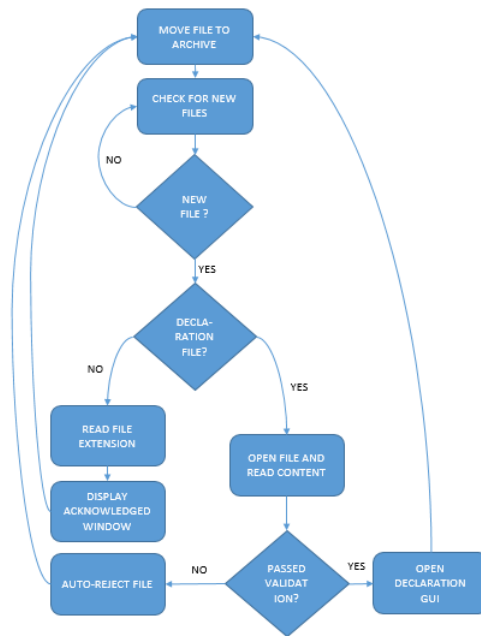 MOVE FILE TO
ARCHIVE
CHECK FOR NEW
FILES
NO
NEW
FILE ?
YES
DECLA-
RATION
FILE?
NO
YES
READ FILE
EXTENSION
OPEN FILE AND
READ CONTENT
DISPLAY
ACKNOWLEDGED
WINDOW
AUTO-REJECT FILE
NO
PASSED
VALIDAT
ION?
YES
OPEN
DECLARATION
GUI